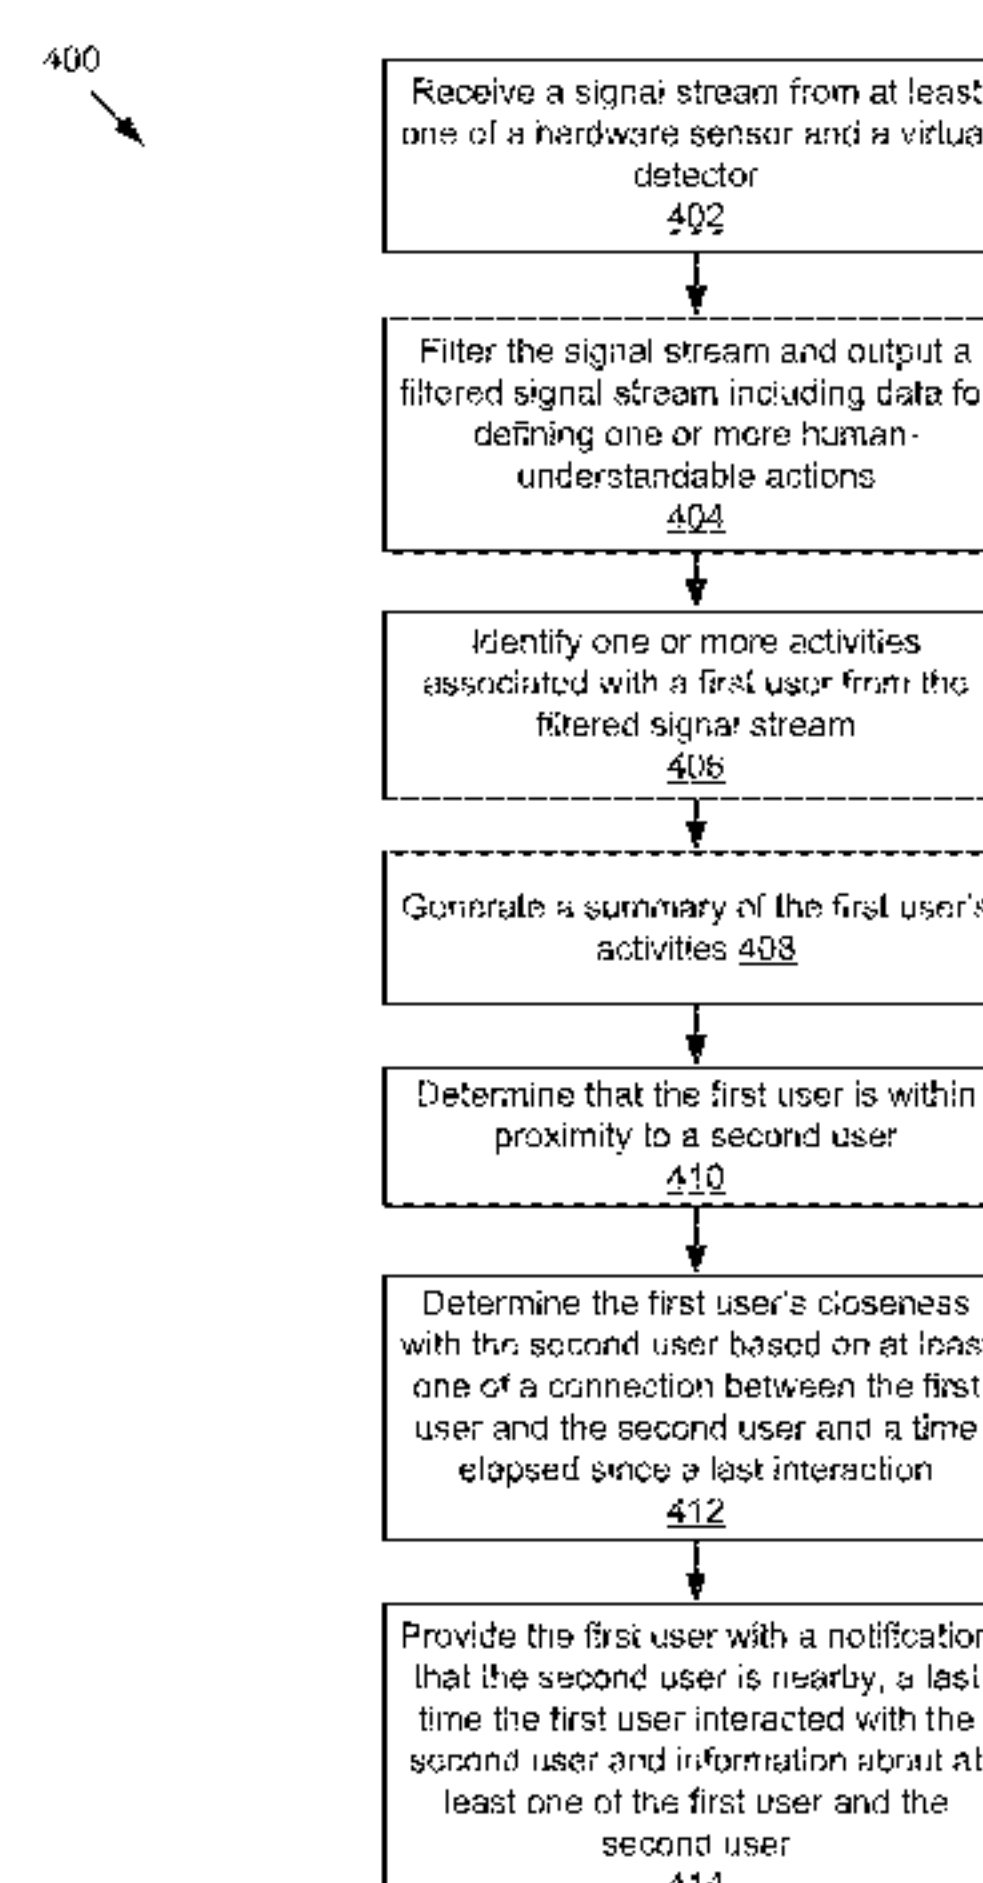 400
Receive a signal stream from at least
one of a hardware sensor and a virtua
detector
402
Filter the signal stream and output a
filtered signal stream including data fo
defining one or more human-
understandable actions
404
Identify one or more activities
associated with a first user from the
filtered signal stream
406
Generate a summary of the first user's
activities 408
Determine that the first user is within
proximity to a second user
410
Determine the first user's closeness
with the second user based on at least
one of a connection between the first
user and the second user and a time
elapsed since a last interaction
412
Provide the first user with a notification
that the second user is nearby, a last
time the first user interacted with the
second user and information about at
least one of the first user and the
second user
414